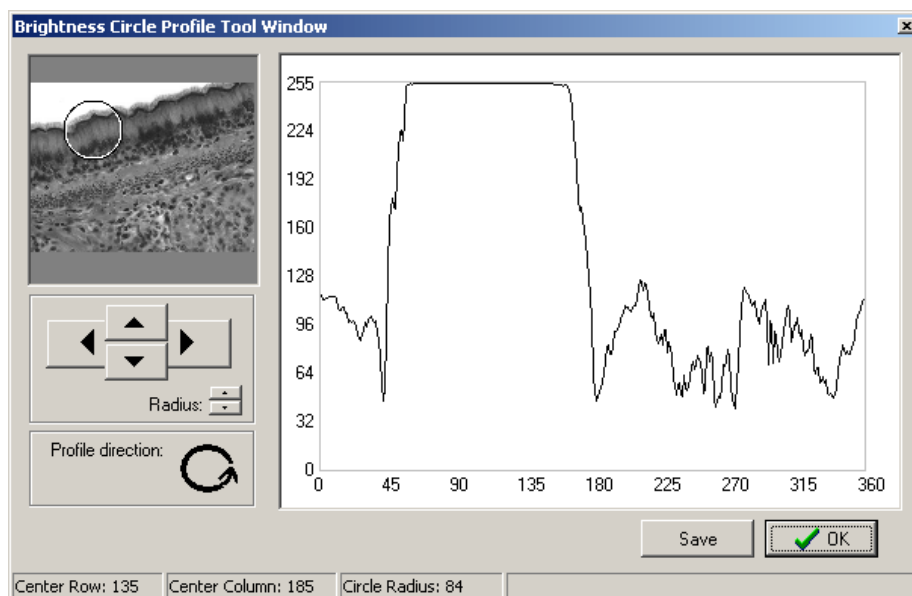 Brightness Circle Profile Tool Window
255
224
192
160
128
96
64
32
0
0 45 90 135 180 225 270 315 360
Radius:
Profile direction:
Save OK
Center Row: 135 Center Column: 185 Circle Radius: 84